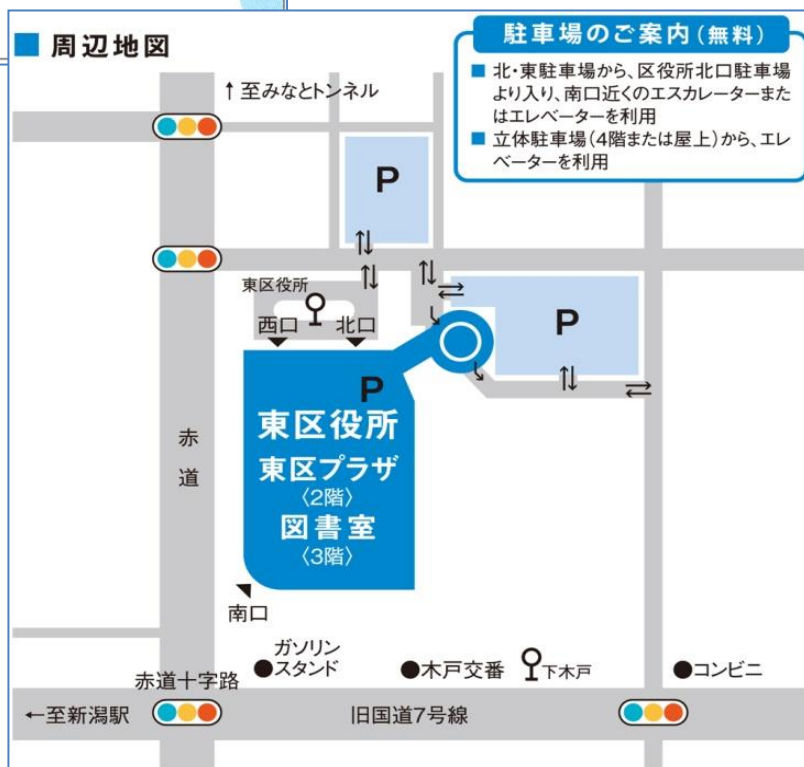 周辺地図
駐車場のご案内(無料)
北・東駐車場から、区役所北口駐車場
より入り、南口近くのエスカレーターまた
はエレベーターを利用
立体駐車場(4階または屋上)から、エレ
ベーターを利用
↑至みなとトンネル
P
東区役所
西口
北口
P
P
東区役所
東区プラザ
〈2階〉
図書室
〈3階〉
赤
道
南口
ガソリン
スタンド
木戸交番
下木戸
コンビニ
赤道十字路
←至新潟駅
旧国道7号線